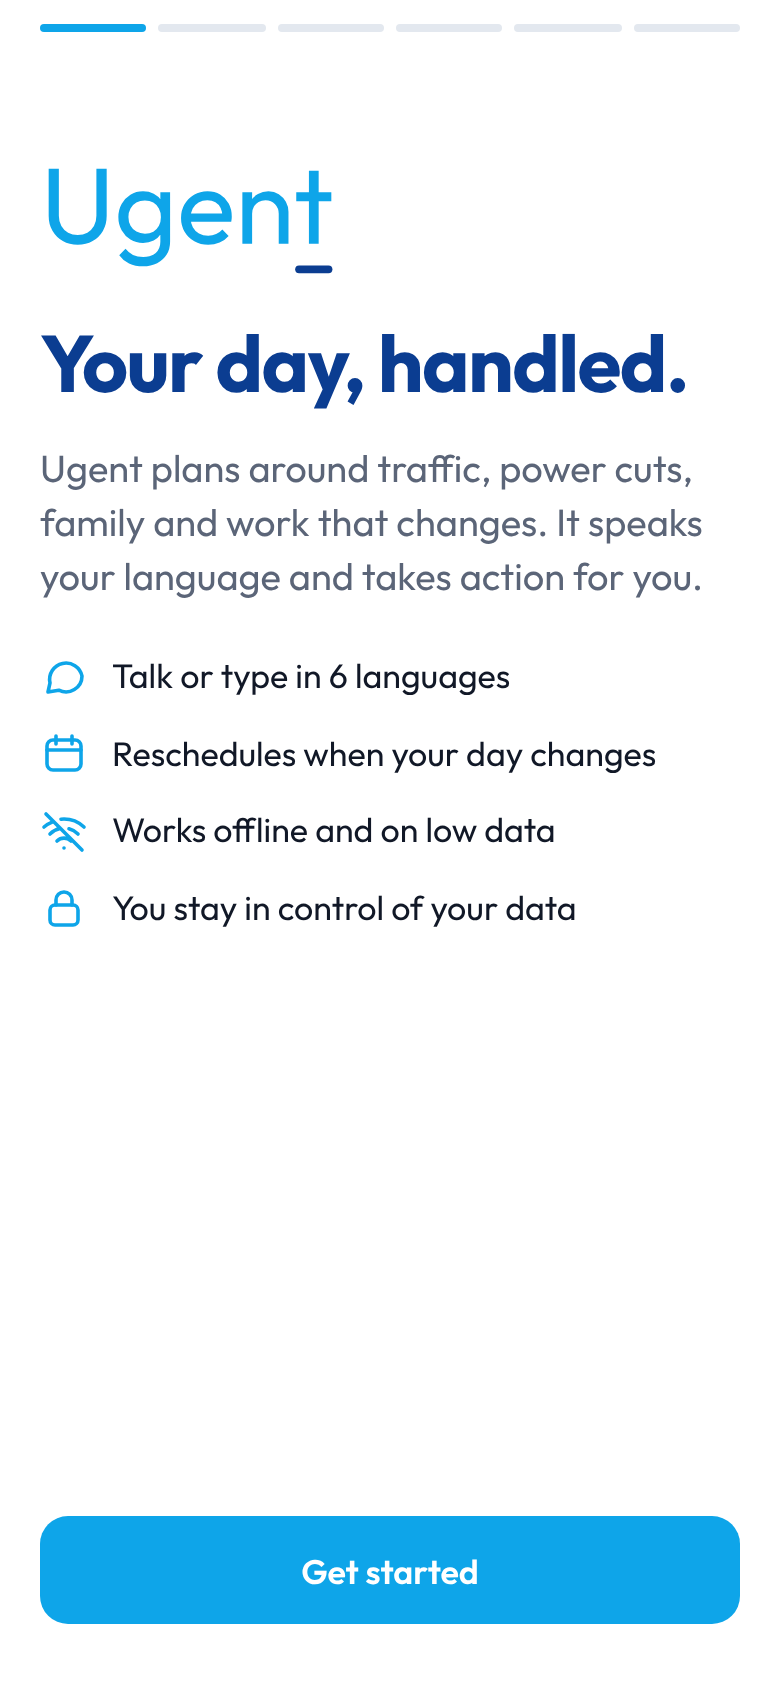 Ugent
Your day, handled.
Ugent plans around traffic, power cuts,
family and work that changes. It speaks
your language and takes action for you.
Talk or type in 6 languages
Reschedules when your day changes
Works offline and on low data
You stay in control of your data
Get started